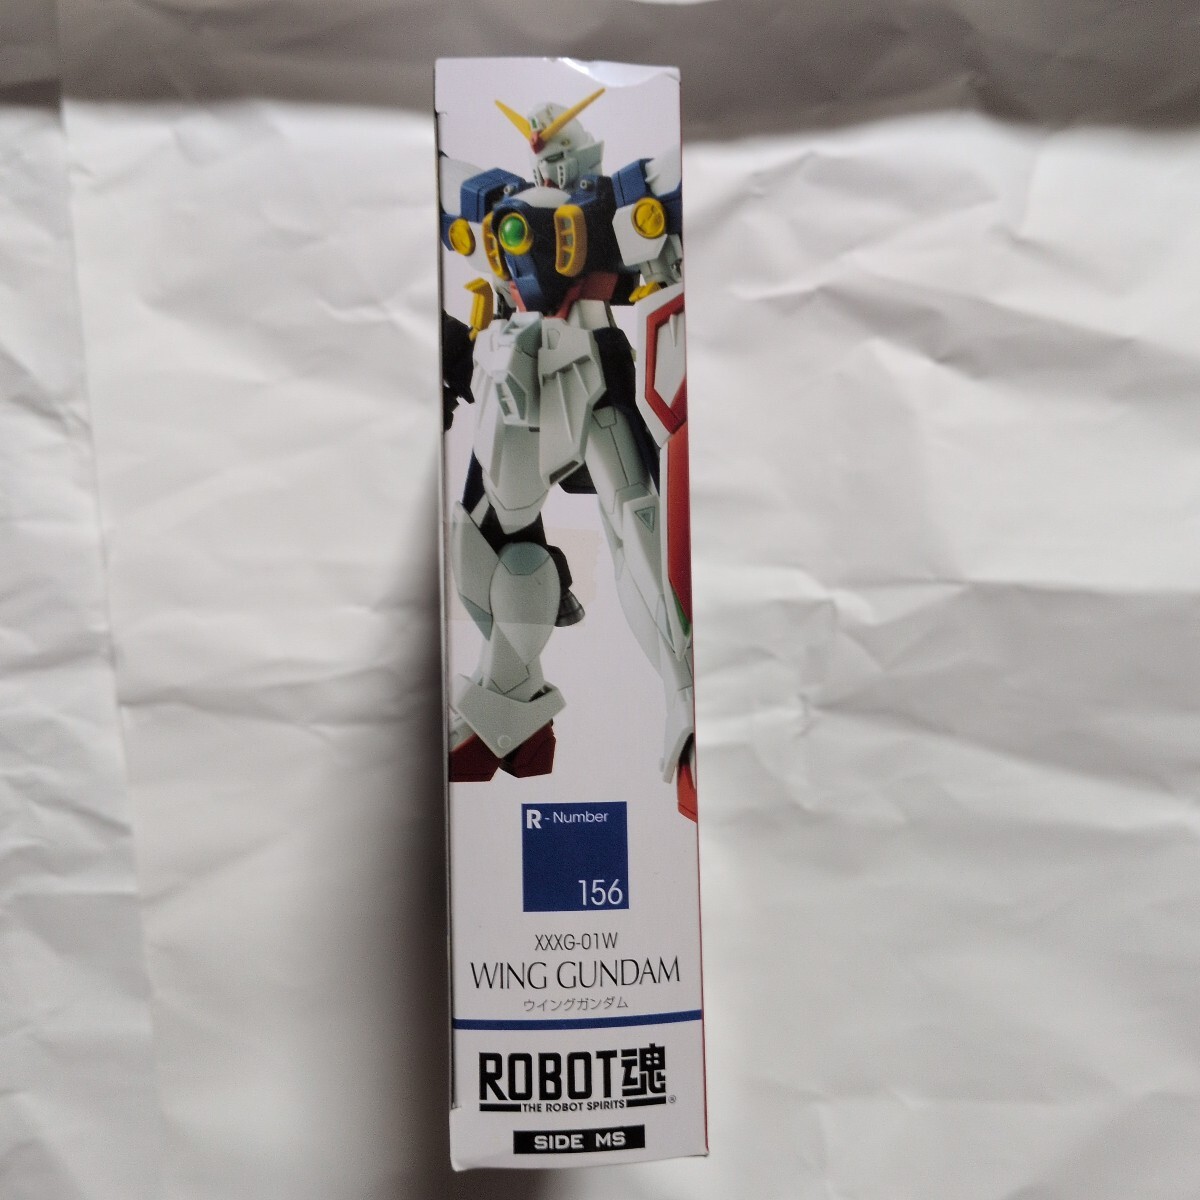 R - Number
156
XXXG-01W
WING GUNDAM
ウイングガンダム
ROBOT魂
THE ROBOT SPIRITS
®
SIDE MS